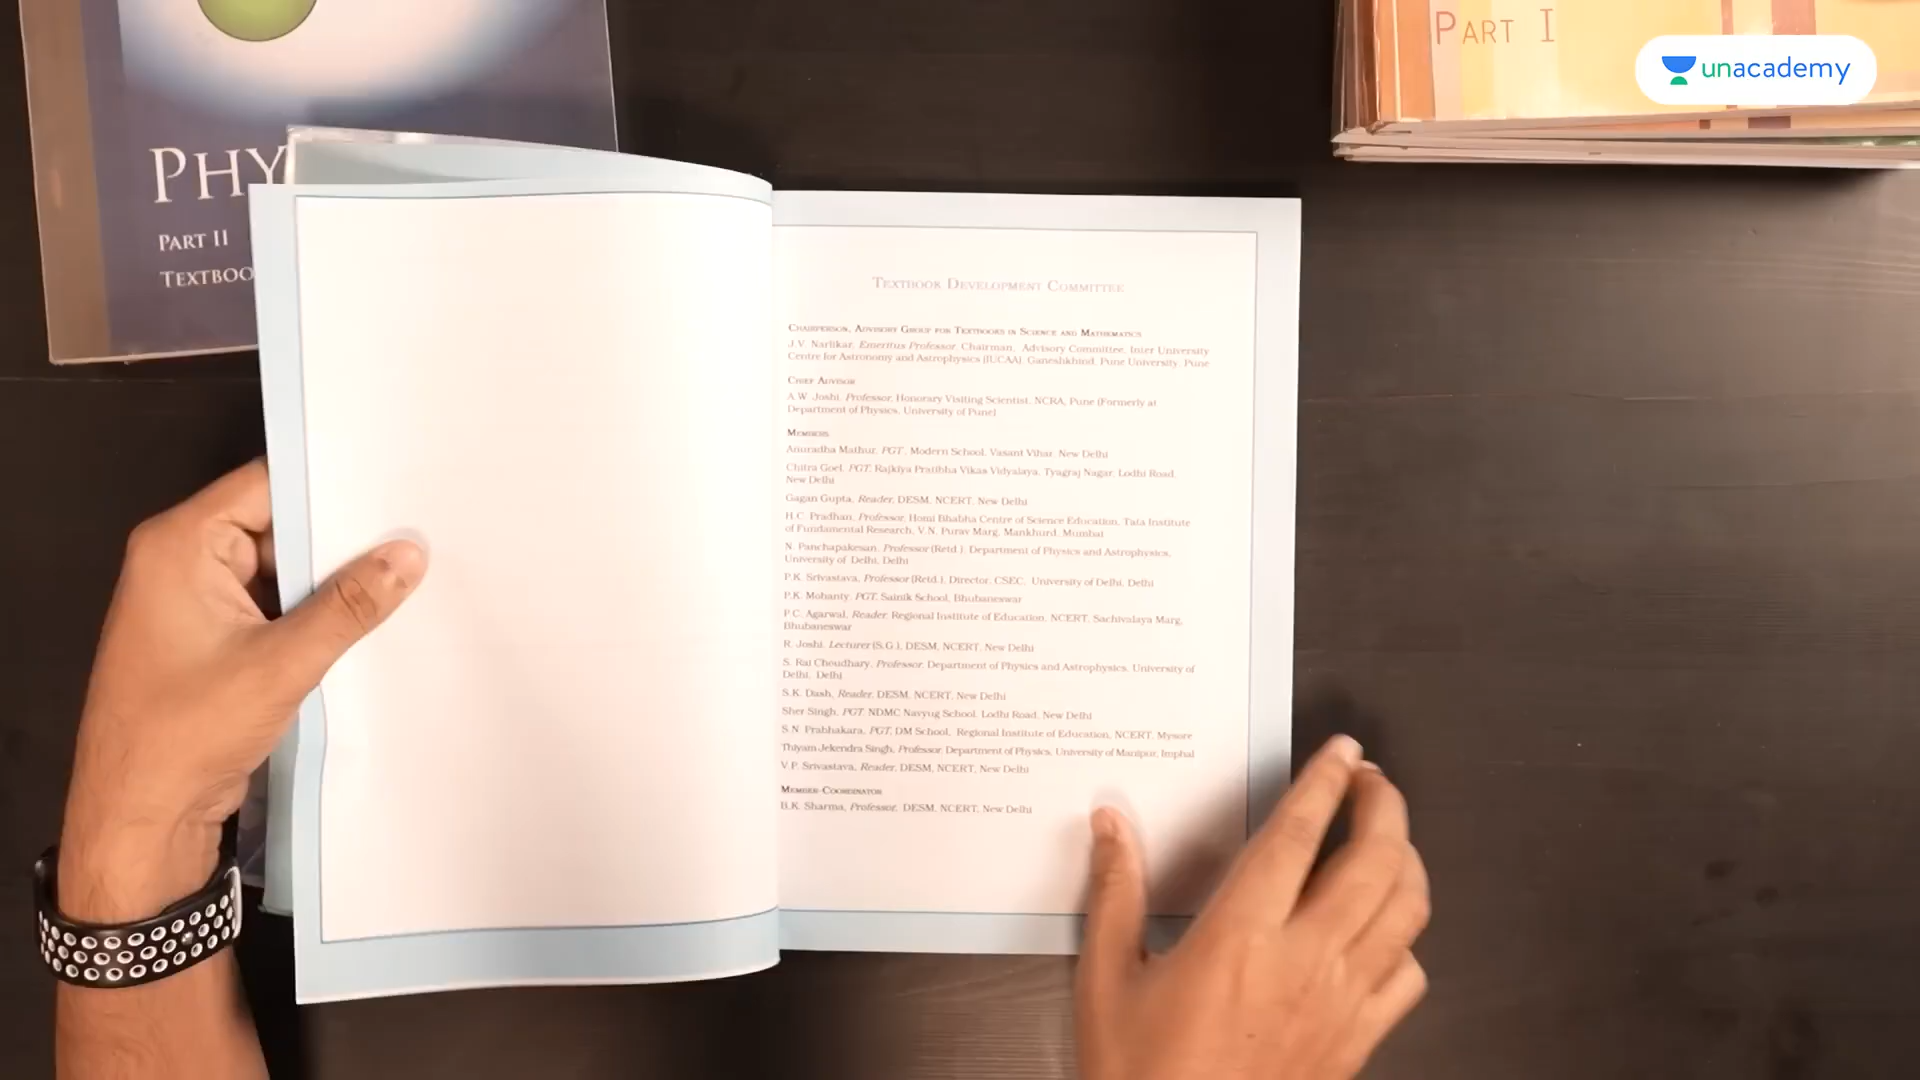 PART I
unacademy
PHY
PART II
TEXTBOO
TEXTBOOK DEVELOPMENT COMMITTEE
CHAIRPERSON, ADVISORY GROUP FOR TEXTBOOKS IN SCIENCE AND MATHEMATICS
J.V. Narlikar, Emeritus Professor, Chairman, Advisory Committee, Inter University
Centre for Astronomy and Astrophysics (IUCAA), Ganeshkhind, Pune University, Pune
CHIEF ADVISOR
A.W. Joshi, Professor, Honorary Visiting Scientist, NCRA, Pune (Formerly at
Department of Physics, University of Pune)
MEMBERS
Anuradha Mathur, PGT, Modern School, Vasant Vihar, New Delhi
Chitra Goel, PGT, Rajkiya Pratibha Vikas Vidyalaya, Tyagraj Nagar, Lodhi Road,
New Delhi
Gagan Gupta, Reader, DESM, NCERT, New Delhi
H.C. Pradhan, Professor, Homi Bhabha Centre of Science Education, Tata Institute
of Fundamental Research, V.N. Purav Marg, Mankhurd, Mumbai
N. Panchapakesan, Professor (Retd.), Department of Physics and Astrophysics,
University of Delhi, Delhi
P.K. Srivastava, Professor (Retd.), Director, CSEC, University of Delhi, Delhi
P.K. Mohanty, PGT, Sainik School, Bhubaneswar
P.C. Agarwal, Reader, Regional Institute of Education, NCERT, Sachivalaya Marg,
Bhubaneswar
R. Joshi, Lecturer (S.G.), DESM, NCERT, New Delhi
S. Rai Choudhary, Professor, Department of Physics and Astrophysics, University of
Delhi, Delhi
S.K. Dash, Reader, DESM, NCERT, New Delhi
Sher Singh, PGT, NDMC Navyug School, Lodhi Road, New Delhi
S.N. Prabhakara, PGT, DM School, Regional Institute of Education, NCERT, Mysore
Thiyam Jekendra Singh, Professor, Department of Physics, University of Manipur, Imphal
V.P. Srivastava, Reader, DESM, NCERT, New Delhi
MEMBER-COORDINATOR
B.K. Sharma, Professor, DESM, NCERT, New Delhi